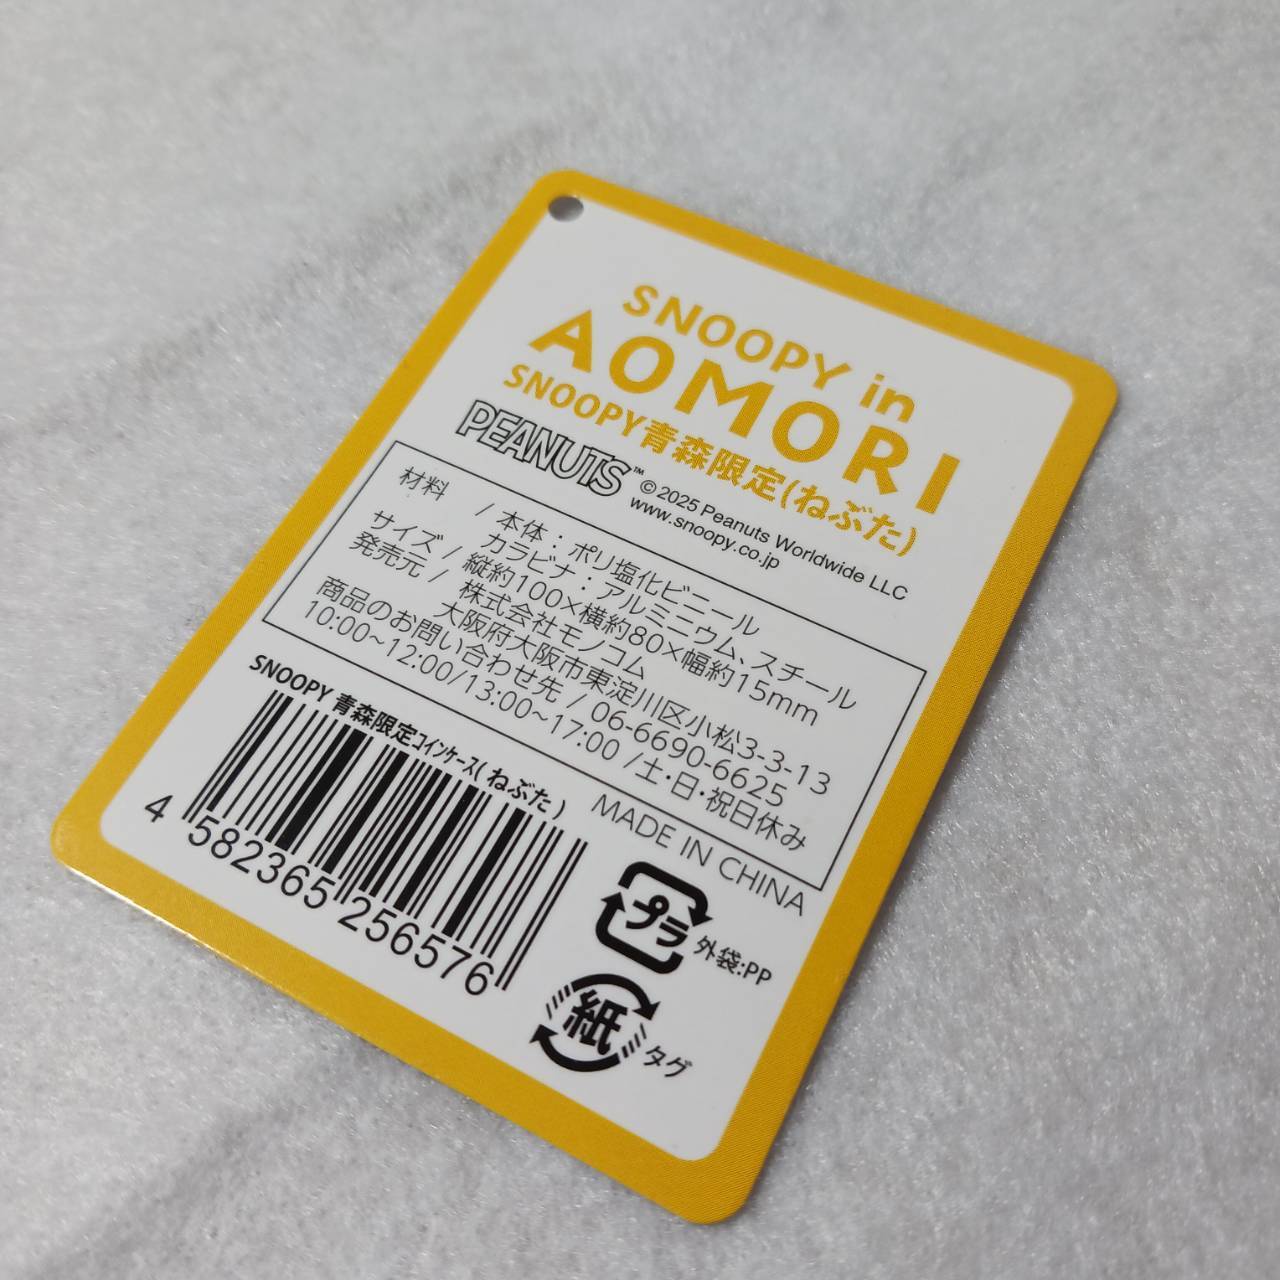 SNOOPY in
AOMORI
SNOOPY青森限定(ねぶた)
PEANUTS™ © 2025 Peanuts Worldwide LLC
www.snoopy.co.jp
材料 / 本体：ポリ塩化ビニール
カラビナ：アルミニゥム、スチール
サイズ / 縦約100×横約80×幅約15mm
発売元 / 株式会社モノコム
大阪府大阪市東淀川区小松3-3-13
商品のお問い合わせ先 / 06-6690-6625
10:00~12:00/13:00~17:00 /土・日・祝日休み
SNOOPY 青森限定コインケース(ねぶた)
MADE IN CHINA
4 582365 256576
プラ 外袋:PP
紙 タグ